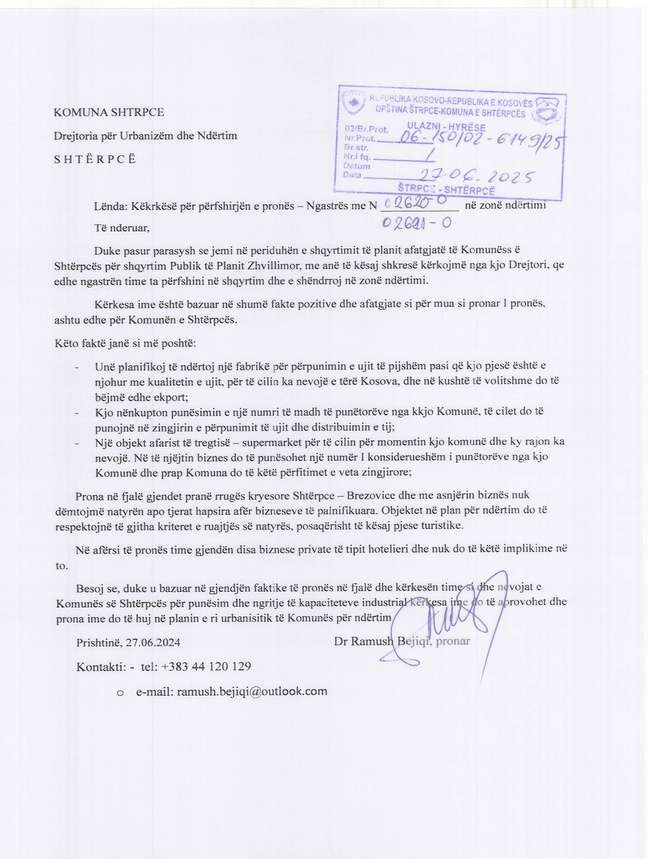 KOMUNA SHTRPCE
Drejtoria për Urbanizëm dhe Ndërtim
S H T Ë R P C Ë
REPUBLIKA KOSOVO-REPUBLIKA E KOSOVËS
OPŠTINA ŠTRPCE-KOMUNA E SHTËRPCËS
ULAZNI - HYRËSE
03/Br.Prot.
Nr.Prot. 06-150/02-6149/25
Br.str.
Nr.i fq. 1
Datum
Data 27.06.2025
ŠTRPCE - SHTËRPCË
Lënda: Këkrkësë për përfshirjën e pronës – Ngastrës me N 02620-0 në zonë ndërtimi
02621-0
Të nderuar,
Duke pasur parasysh se jemi në periduhën e shqyrtimit të planit afatgjatë të Komunëss ë
Shtërpcës për shqyrtim Publik të Planit Zhvillimor, me anë të kësaj shkresë kërkojmë nga kjo Drejtori, qe
edhe ngastrën time ta përfshini në shqyrtim dhe e shëndrroj në zonë ndërtimi.
Kërkesa ime është bazuar në shumë fakte pozitive dhe afatgjate si për mua si pronar I pronës,
ashtu edhe për Komunën e Shtërpcës.
Këto faktë janë si më poshtë:
- Unë planifikoj të ndërtoj një fabrikë për përpunimin e ujit të pijshëm pasi që kjo pjesë është e
njohur me kualitetin e ujit, për të cilin ka nevojë e tërë Kosova, dhe në kushtë të volitshme do të
bëjmë edhe eksport;
- Kjo nënkupton punësimin e një numri të madh të punëtorëve nga kkjo Komunë, të cilet do të
punojnë në zingjirin e përpunimit të ujit dhe distribuimin e tij;
- Një objekt afarist të tregtisë – supermarket për të cilin për momentin kjo komunë dhe ky rajon ka
nevojë. Në të njëjtin biznes do të punësohet një numër I konsiderueshëm i punëtorëve nga kjo
Komunë dhe prap Komuna do të këtë përfitimet e veta zingjirore;
Prona në fjalë gjendet pranë rrugës kryesore Shtërpce – Brezovice dhe me asnjërin biznës nuk
dëmtojmë natyrën apo tjerat hapsira afër bizneseve të palnifikuara. Objektet në plan për ndërtim do të
respektojnë të gjitha kriteret e ruajtjës së natyrës, posaqërisht të kësaj pjese turistike.
Në afërsi të pronës time gjendën disa biznese private të tipit hotelieri dhe nuk do të këtë implikime në
to.
Besoj se, duke u bazuar në gjendjën faktike të pronës në fjalë dhe kërkesën time si dhe nevojat e
Komunës së Shtërpcës për punësim dhe ngritje të kapaciteteve industrial kërkesa ime do të aprovohet dhe
prona ime do të huj në planin e ri urbanisitik të Komunës për ndërtim
Prishtinë, 27.06.2024 Dr Ramush Bejiqi, pronar
Kontakti: - tel: +383 44 120 129
o e-mail: ramush.bejiqi@outlook.com